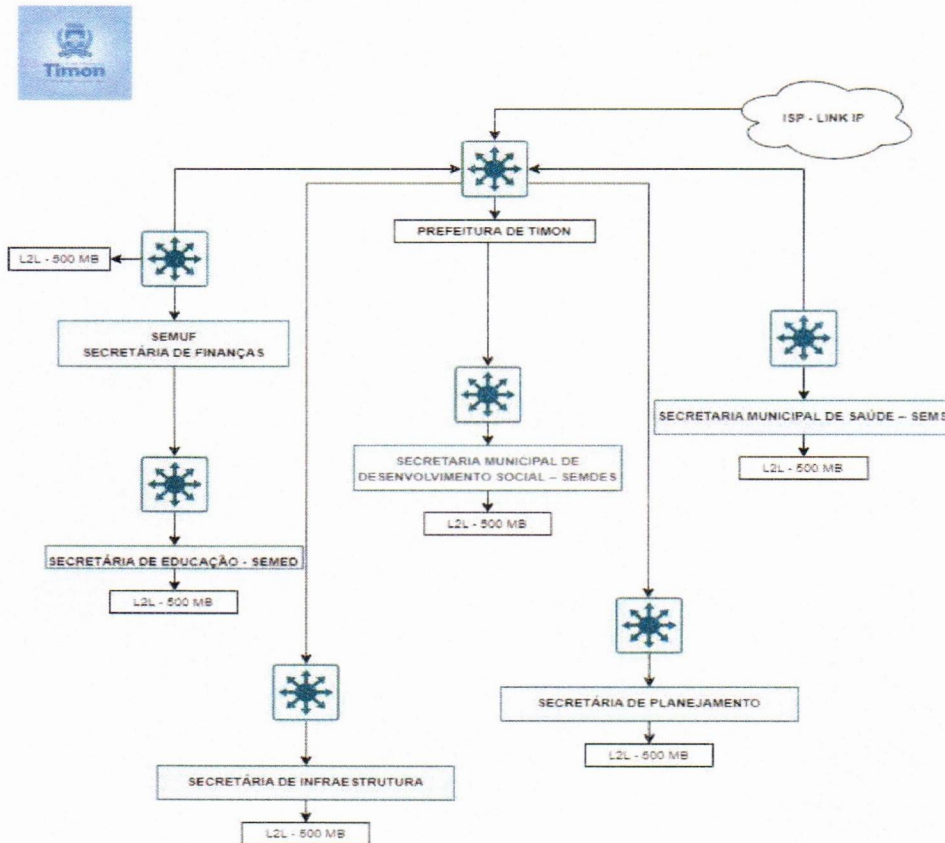 Timon
ISP - LINK IP
PREFEITURA DE TIMON
L2L - 500 MB
SEMUF
SECRETÁRIA DE FINANÇAS
SECRETARIA MUNICIPAL DE SAÚDE – SEMS
L2L - 500 MB
SECRETARIA MUNICIPAL DE
DESENVOLVIMENTO SOCIAL – SEMDES
L2L - 500 MB
SECRETÁRIA DE EDUCAÇÃO - SEMED
L2L - 500 MB
SECRETÁRIA DE PLANEJAMENTO
L2L - 500 MB
SECRETÁRIA DE INFRAESTRUTURA
L2L - 500 MB